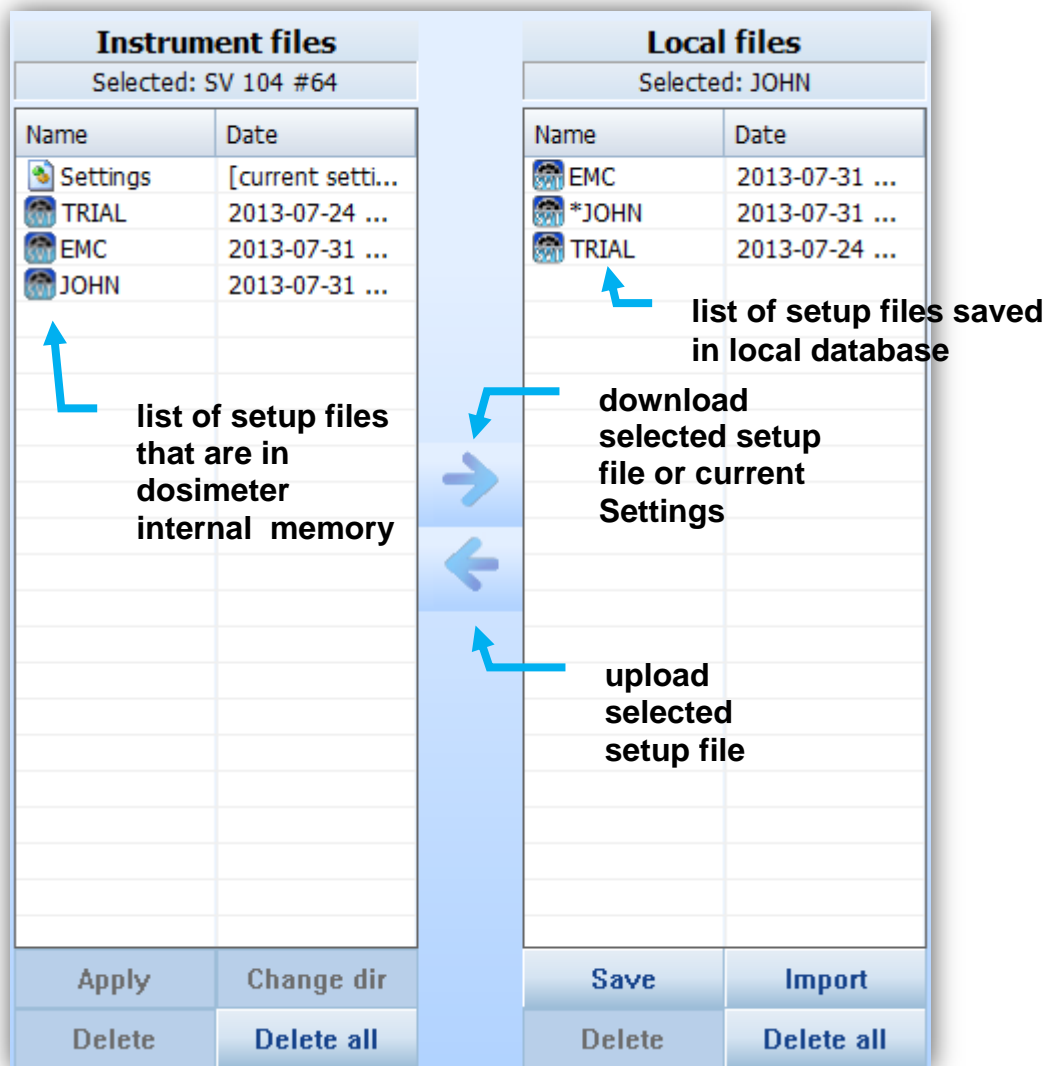 Instrument files
Selected: SV 104 #64
Name Date
Settings [current setti...
TRIAL 2013-07-24 ...
EMC 2013-07-31 ...
JOHN 2013-07-31 ...
list of setup files
that are in
dosimeter
internal memory
Apply Change dir
Delete Delete all
download
selected setup
file or current
Settings
upload
selected
setup file
Local files
Selected: JOHN
Name Date
EMC 2013-07-31 ...
*JOHN 2013-07-31 ...
TRIAL 2013-07-24 ...
list of setup files saved
in local database
Save Import
Delete Delete all